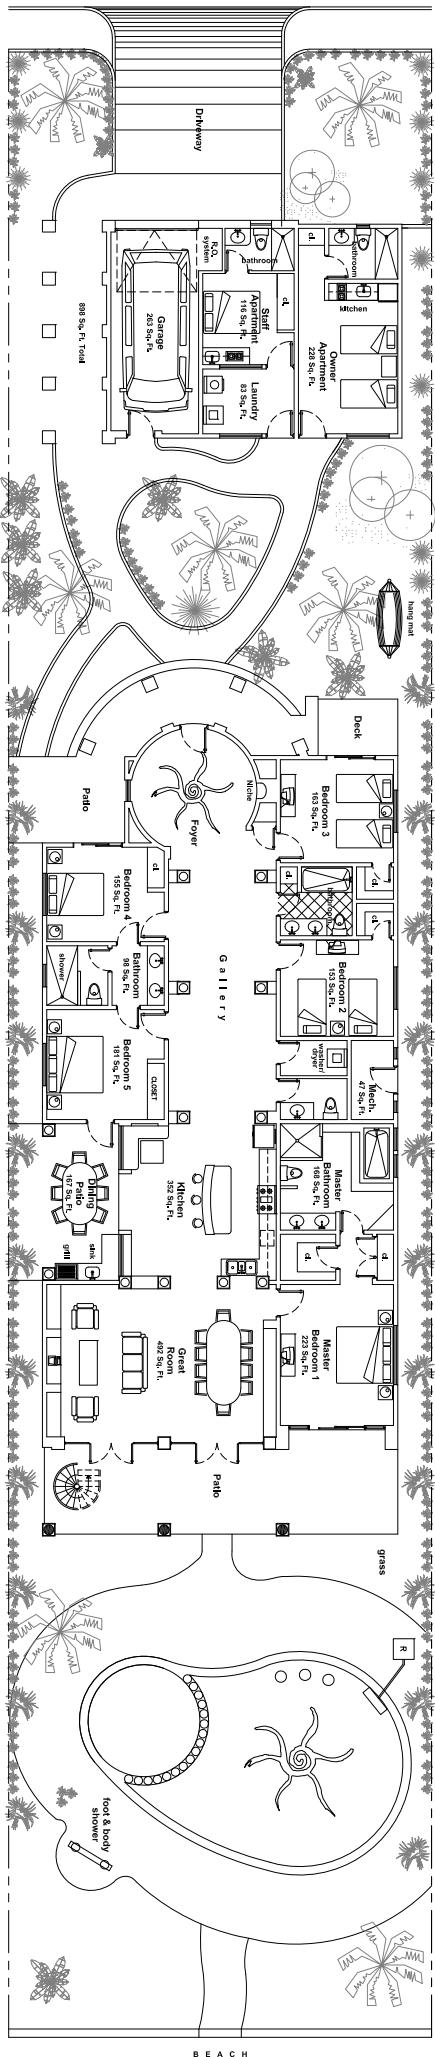 Driveway
R.O.
system
bathroom
cl.
bathroom
kitchen
898 Sq. Ft. Total
Garage
263 Sq. Ft.
Staff
Apartment
116 Sq. Ft.
cl.
Laundry
83 Sq. Ft.
Owner
Apartment
228 Sq. Ft.
hang mat
Deck
Patio
Foyer
Niche
Bedroom 3
163 Sq. Ft.
cl.
Bedroom 4
155 Sq. Ft.
cl.
bathroom
cl.
cl.
shower
Bathroom
98 Sq. Ft.
Gallery
Bedroom 2
153 Sq. Ft.
Bedroom 5
181 Sq. Ft.
CLOSET
washer/
dryer
Mech.
47 Sq. Ft.
Dining
Patio
167 Sq. Ft.
sink
grill
Kitchen
352 Sq. Ft.
Master
Bathroom
168 Sq. Ft.
cl.
cl.
Great
Room
492 Sq. Ft.
Master
Bedroom 1
223 Sq. Ft.
Patio
grass
R
foot & body
shower
BEACH